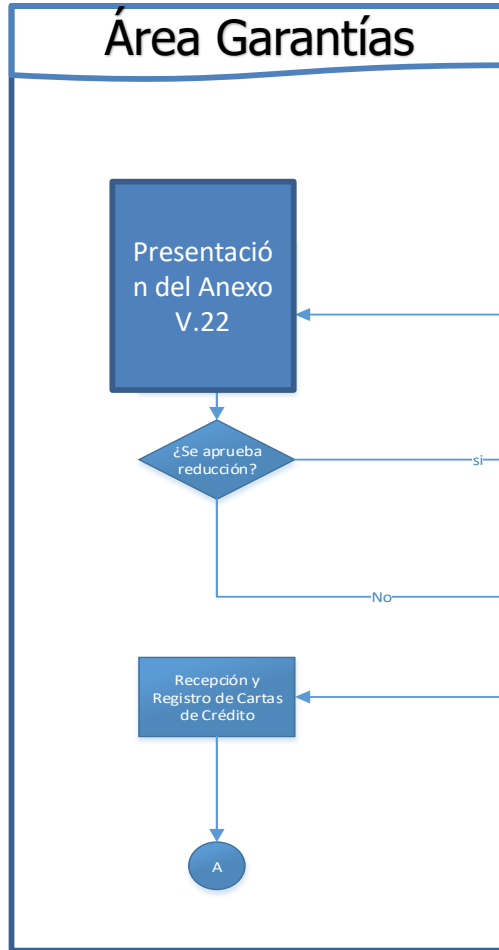 Área Garantías
Presentació
n del Anexo
V.22
¿Se aprueba
reducción?
si
No
Recepción y
Registro de Cartas
de Crédito
A